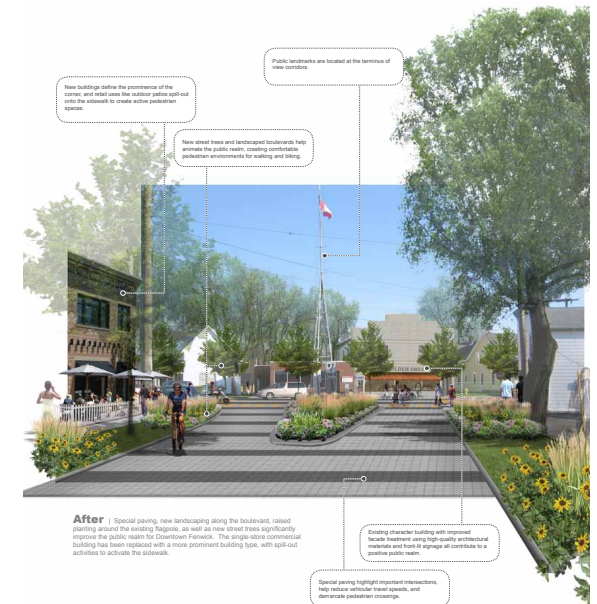 Public landmarks are located at the terminus of
view corridors.
New buildings define the prominence of the
corner, and retail uses like outdoor patios spill-out
onto the sidewalk to create active pedestrian
spaces.
New street trees and landscaped boulevards help
animate the public realm, creating comfortable
pedestrian environments for walking and biking.
After | Special paving, new landscaping along the boulevard, raised
planting around the existing flagpole, as well as new street trees significantly
improve the public realm for Downtown Fenwick. The single-store commercial
building has been replaced with a more prominent building type, with spill-out
activities to activate the sidewalk.
Existing character building with improved
facade treatment using high-quality architectural
materials and front-lit signage all contribute to a
positive public realm.
Special paving highlight important intersections,
help reduce vehicular travel speeds, and
demarcate pedestrian crossings.